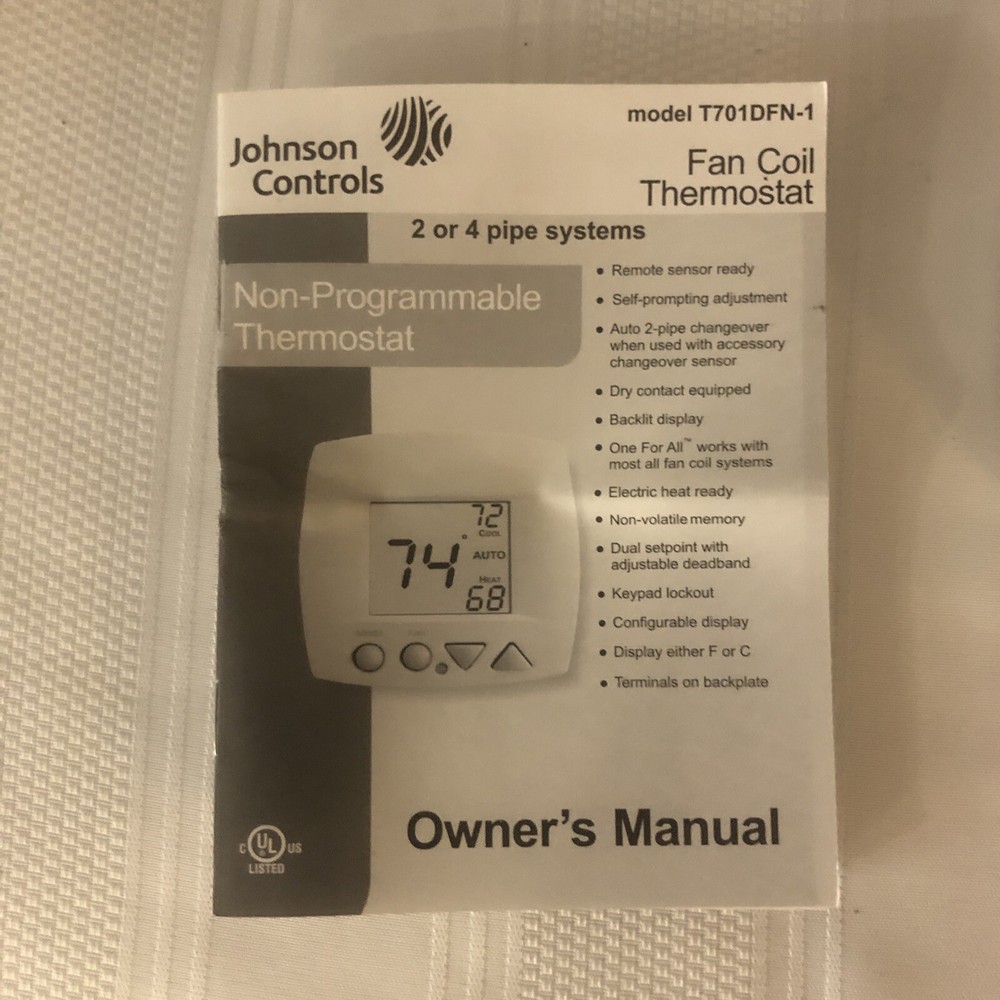 Johnson
Controls
model T701DFN-1
Fan Coil
Thermostat
2 or 4 pipe systems
Non-Programmable
Thermostat
• Remote sensor ready
• Self-prompting adjustment
• Auto 2-pipe changeover
when used with accessory
changeover sensor
• Dry contact equipped
• Backlit display
• One For All™ works with
most all fan coil systems
• Electric heat ready
• Non-volatile memory
• Dual setpoint with
adjustable deadband
• Keypad lockout
• Configurable display
• Display either F or C
• Terminals on backplate
72
COOL
74°
AUTO
HEAT
68
Owner's Manual
C UL US
LISTED